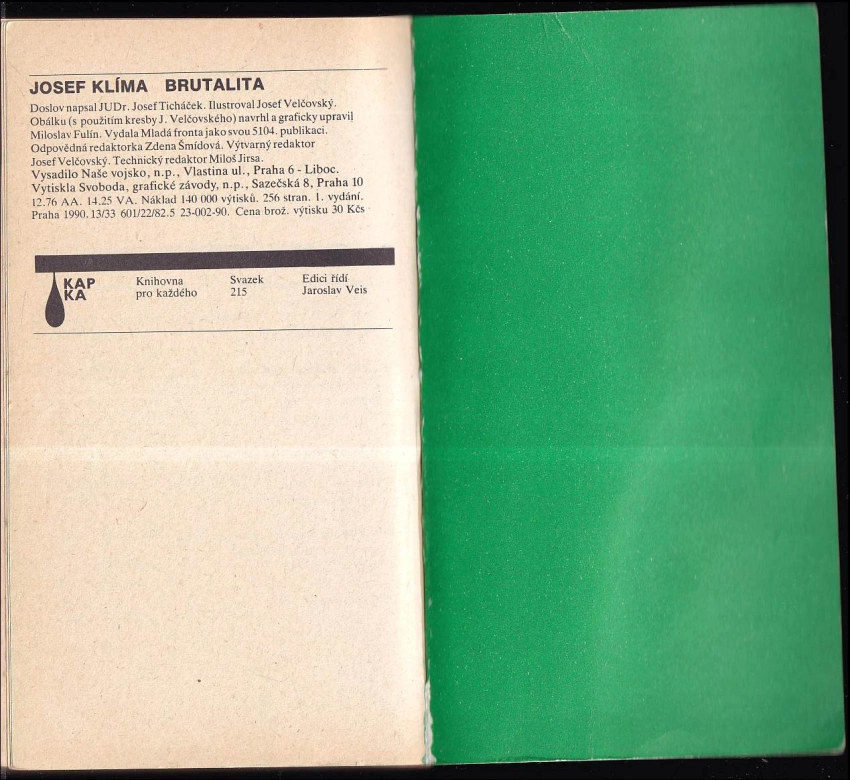 JOSEF KLÍMA BRUTALITA
Doslov napsal JUDr. Josef Ticháček. Ilustroval Josef Velčovský.
Obálku (s použitím kresby J. Velčovského) navrhl a graficky upravil
Miloslav Fulín. Vydala Mladá fronta jako svou 5104. publikaci.
Odpovědná redaktorka Zdena Šmídová. Výtvarný redaktor
Josef Velčovský. Technický redaktor Miloš Jirsa.
Vysadilo Naše vojsko, n.p., Vlastina ul., Praha 6 - Liboc.
Vytiskla Svoboda, grafické závody, n.p., Sazečská 8, Praha 10
12.76 AA. 14.25 VA. Náklad 140 000 výtisků. 256 stran. 1. vydání.
Praha 1990. 13/33 601/22/82.5 23-002-90. Cena brož. výtisku 30 Kčs
KAP
KA
Knihovna
pro každého
Svazek
215
Edici řídí
Jaroslav Veis